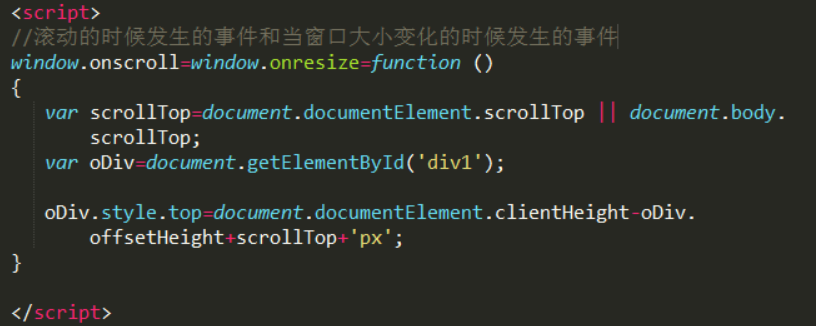 <script>
//滚动的时候发生的事件和当窗口大小变化的时候发生的事件
window.onscroll=window.onresize=function ()
{
var scrollTop=document.documentElement.scrollTop || document.body.
scrollTop;
var oDiv=document.getElementById('div1');
oDiv.style.top=document.documentElement.clientHeight-oDiv.
offsetHeight+scrollTop+'px';
}
</script>